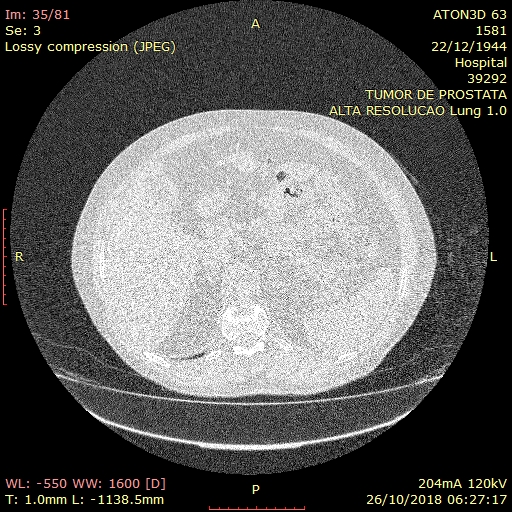 Im: 35/81
Se: 3
Lossy compression (JPEG)
A
ATON3D 63
1581
22/12/1944
Hospital
39292
TUMOR DE PROSTATA
ALTA RESOLUCAO Lung 1.0
R
L
WL: -550 WW: 1600 [D]
T: 1.0mm L: -1138.5mm
P
204mA 120kV
26/10/2018 06:27:17